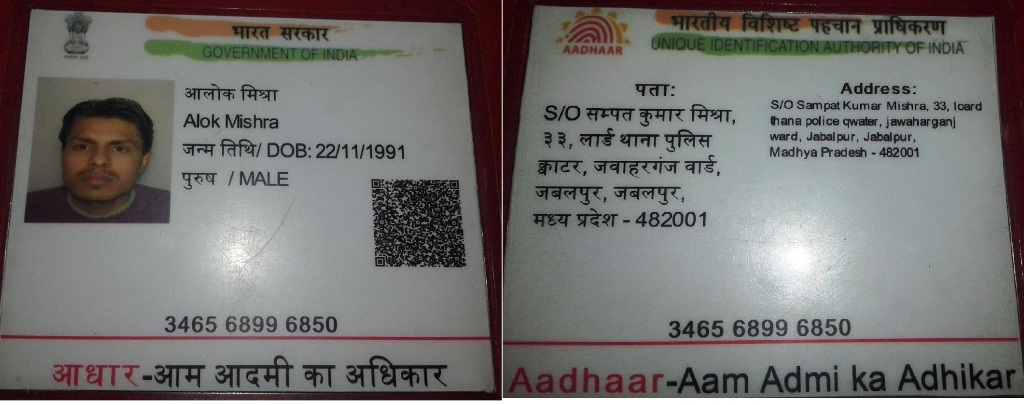 भारत सरकार
GOVERNMENT OF INDIA
आलोक मिश्रा
Alok Mishra
जन्म तिथि/ DOB: 22/11/1991
पुरुष / MALE
3465 6899 6850
आधार-आम आदमी का अधिकार
भारतीय विशिष्ट पहचान प्राधिकरण
AADHAAR
UNIQUE IDENTIFICATION AUTHORITY OF INDIA
पता:
S/O सम्पत कुमार मिश्रा,
३३, लार्ड थाना पुलिस
क्वाटर, जवाहरगंज वार्ड,
जबलपुर, जबलपुर,
मध्य प्रदेश - 482001
Address:
S/O Sampat Kumar Mishra, 33, loard
thana police qwater, jawaharganj
ward, Jabalpur, Jabalpur,
Madhya Pradesh - 482001
3465 6899 6850
Aadhaar-Aam Admi ka Adhikar